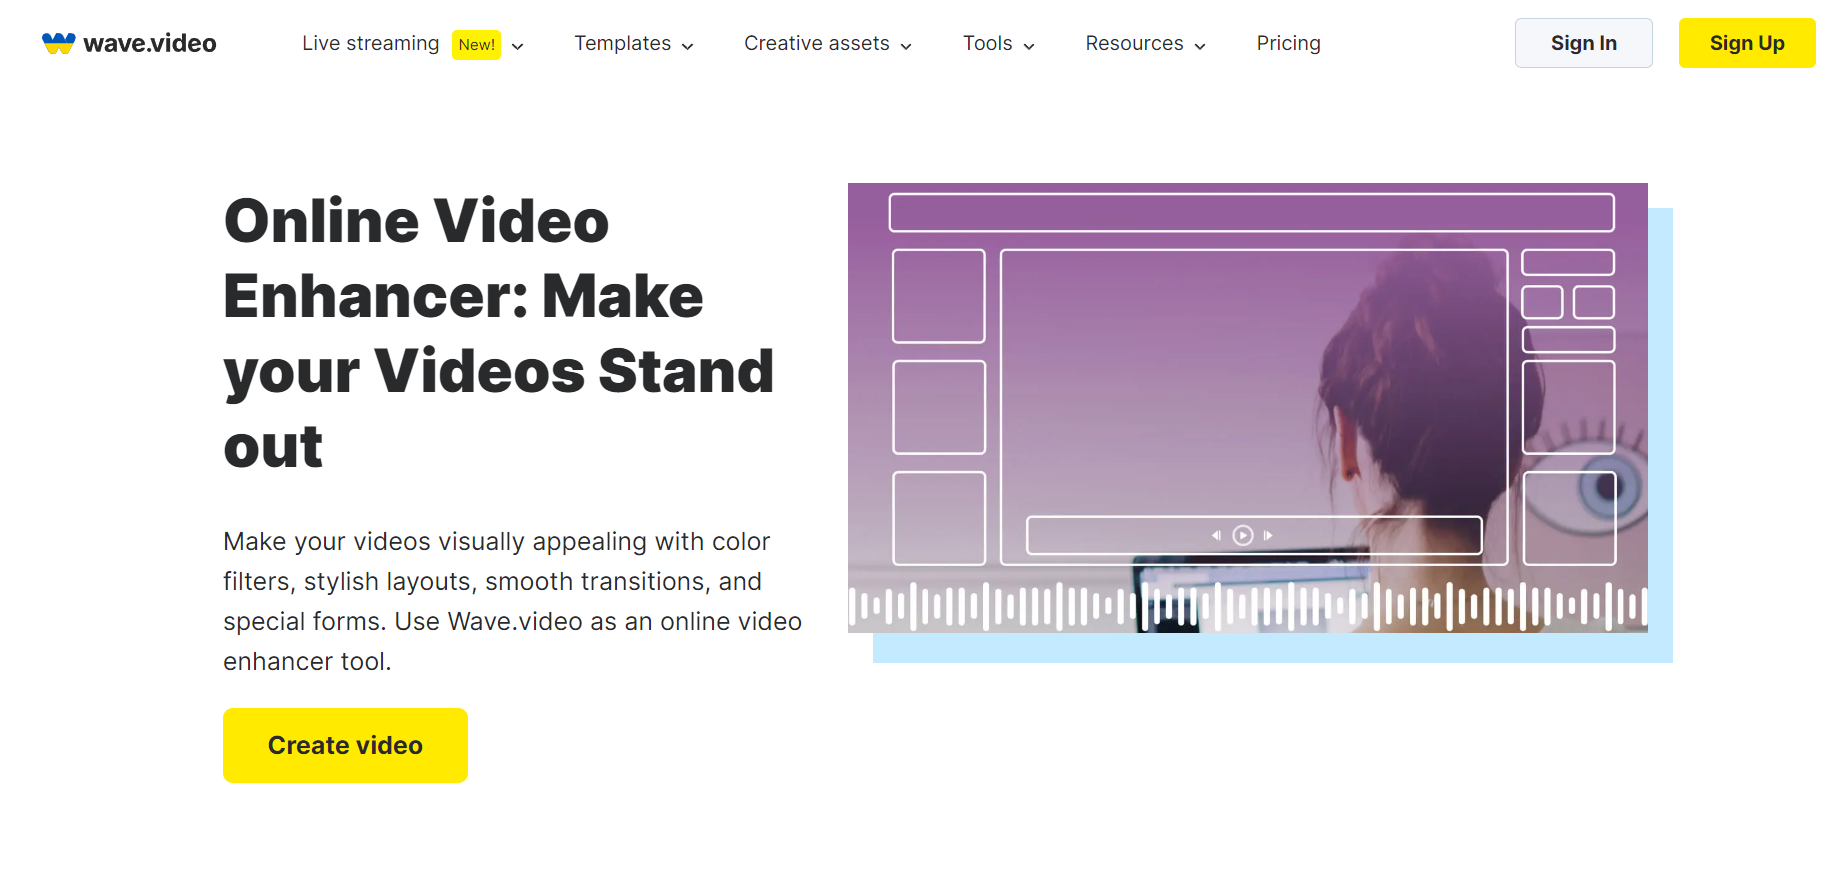 wave.video
Live streaming New! Templates Creative assets Tools Resources Pricing
Sign In Sign Up
Online Video
Enhancer: Make
your Videos Stand
out
Make your videos visually appealing with color
filters, stylish layouts, smooth transitions, and
special forms. Use Wave.video as an online video
enhancer tool.
Create video